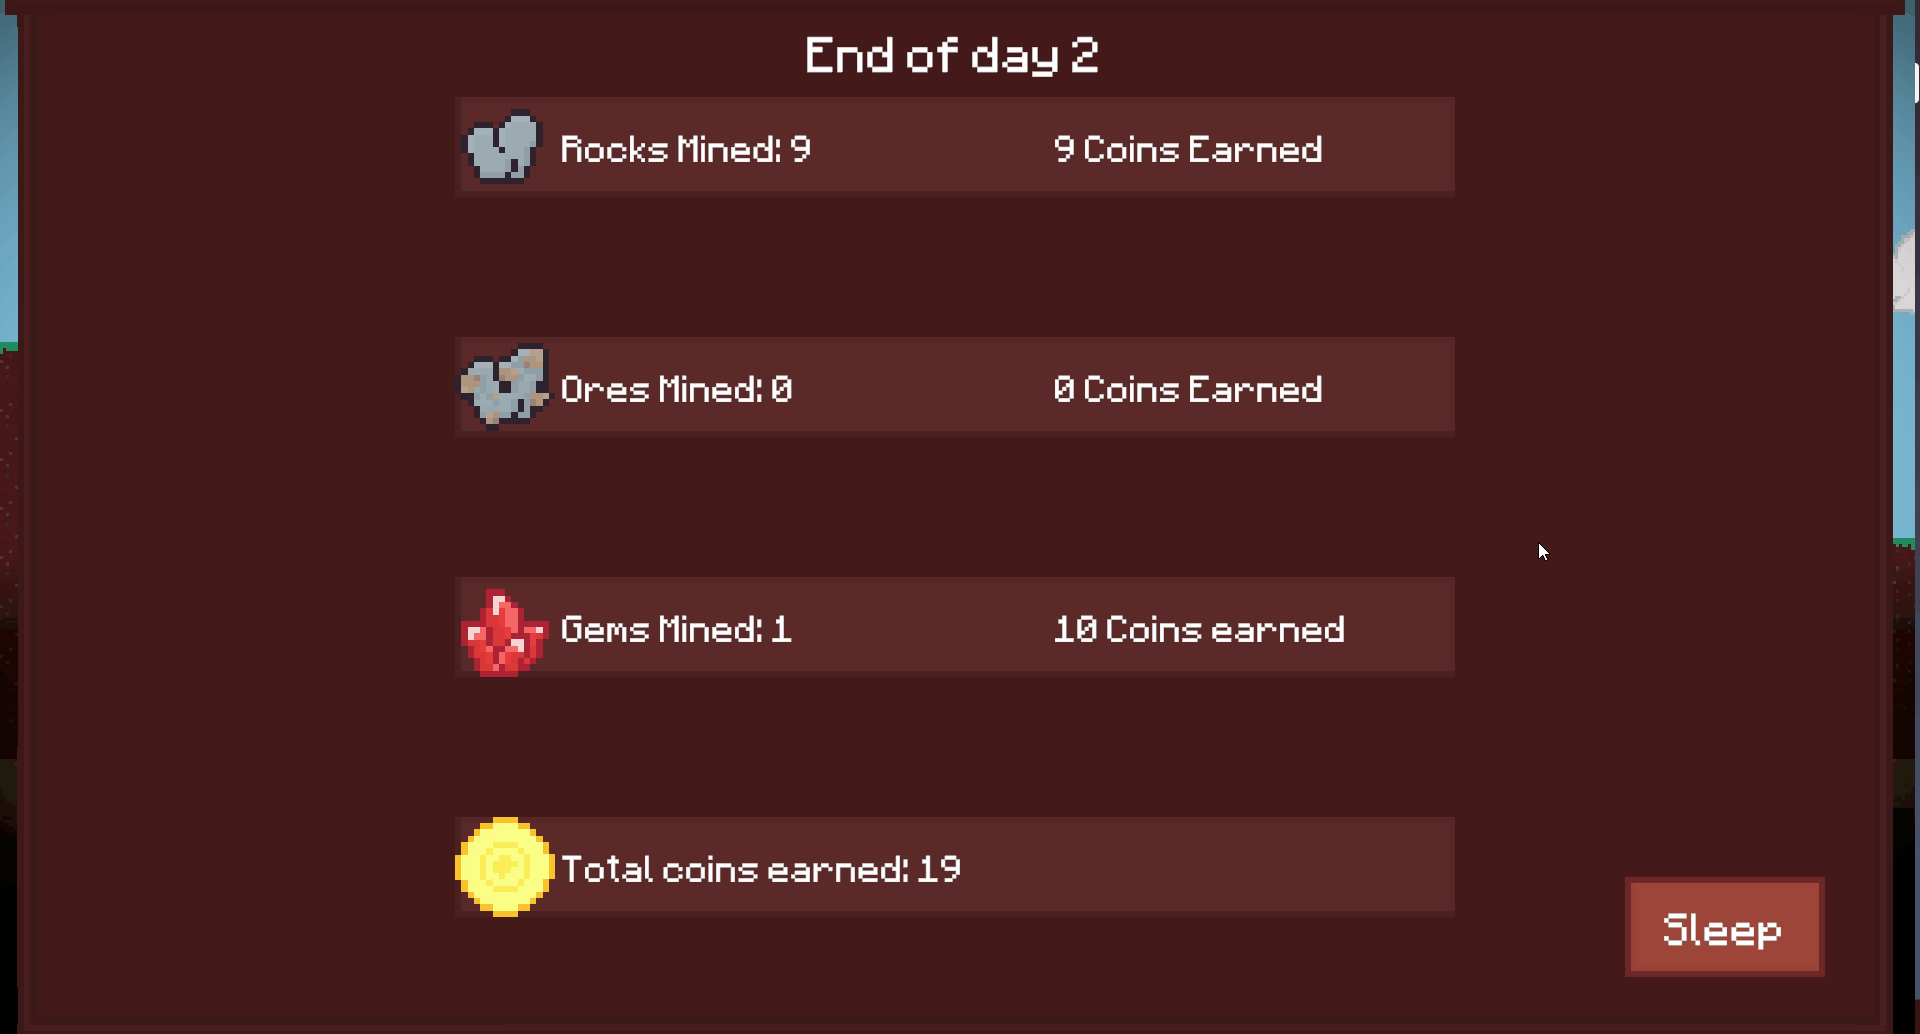 End of day 2
Rocks Mined: 9 9 Coins Earned
Ores Mined: 0 0 Coins Earned
Gems Mined: 1 10 Coins earned
Total coins earned: 19
Sleep